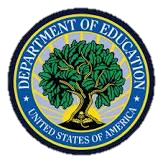 DEPARTMENT OF EDUCATION
UNITED STATES OF AMERICA